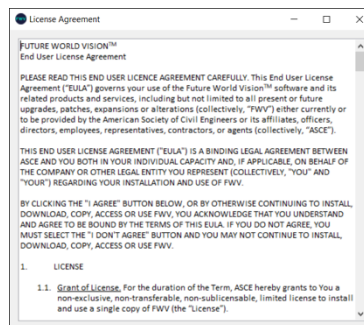 FWV License Agreement
FUTURE WORLD VISION™
End User License Agreement
PLEASE READ THIS END USER LICENCE AGREEMENT CAREFULLY. This End User License
Agreement ("EULA") governs your use of the Future World Vision™ software and its
related products and services, including but not limited to all present or future
upgrades, patches, expansions or alterations (collectively, "FWV") either currently or
to be provided by the American Society of Civil Engineers or its affiliates, officers,
directors, employees, representatives, contractors, or agents (collectively, "ASCE").
THIS END USER LICENSE AGREEMENT ("EULA") IS A BINDING LEGAL AGREEMENT BETWEEN
ASCE AND YOU BOTH IN YOUR INDIVIDUAL CAPACITY AND, IF APPLICABLE, ON BEHALF OF
THE COMPANY OR OTHER LEGAL ENTITY YOU REPRESENT (COLLECTIVELY, "YOU" AND
"YOUR") REGARDING YOUR INSTALLATION AND USE OF FWV.
BY CLICKING THE "I AGREE" BUTTON BELOW, OR BY OTHERWISE CONTINUING TO INSTALL,
DOWNLOAD, COPY, ACCESS OR USE FWV, YOU ACKNOWLEDGE THAT YOU UNDERSTAND
AND AGREE TO BE BOUND BY THE TERMS OF THIS EULA. IF YOU DO NOT AGREE, YOU
MUST SELECT THE "I DON'T AGREE" BUTTON AND YOU MAY NOT CONTINUE TO INSTALL,
DOWNLOAD, COPY, ACCESS OR USE FWV.
1. LICENSE
1.1. Grant of License. For the duration of the Term, ASCE hereby grants to You a
non-exclusive, non-transferable, non-sublicensable, limited license to install
and use a single copy of FWV (the "License").